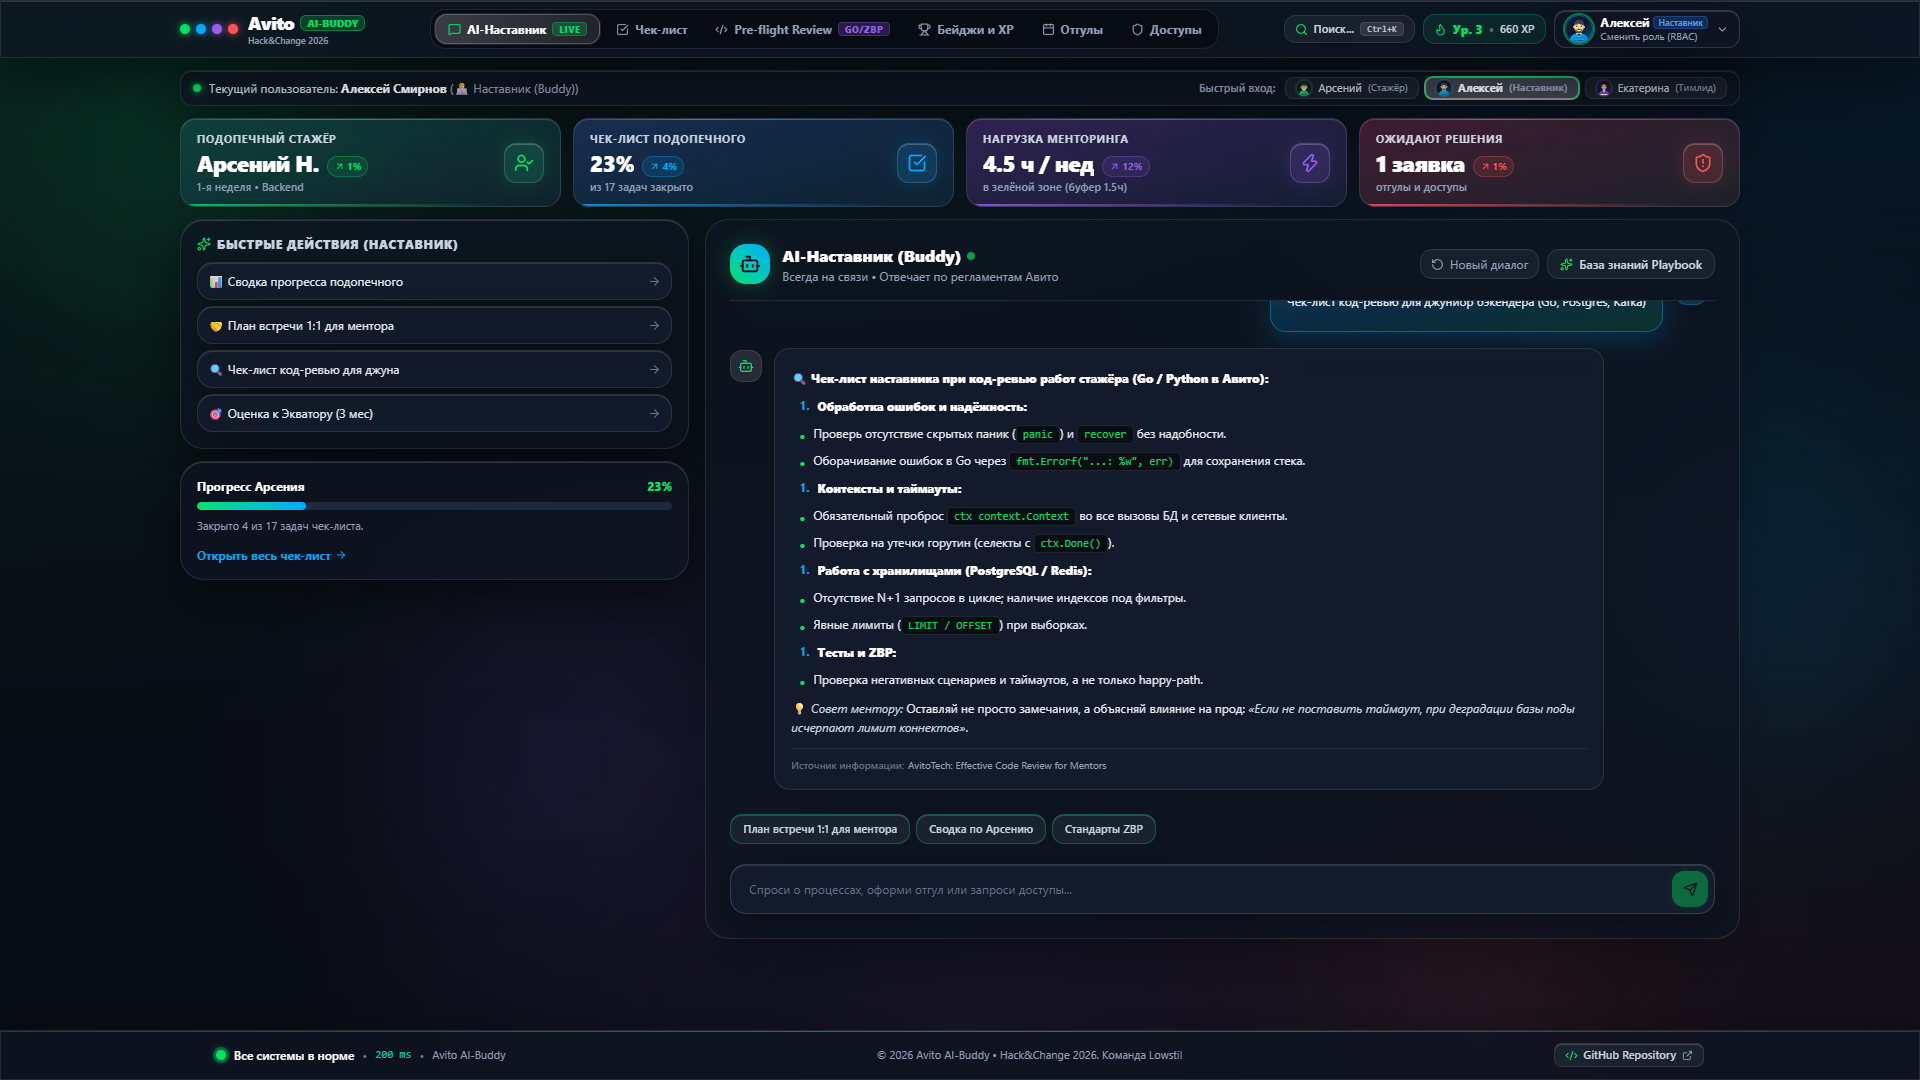 Avito AI-BUDDY
Hack&Change 2026
AI-Наставник LIVE
Чек-лист
Pre-flight Review GO/ZBP
Бейджи и XP
Отгулы
Доступы
Поиск... Ctrl+K
Ур. 3 • 660 XP
Алексей Наставник
Сменить роль (RBAC)
Текущий пользователь: Алексей Смирнов (👨‍💻 Наставник (Buddy))
Быстрый вход:
Арсений (Стажёр)
Алексей (Наставник)
Екатерина (Тимлид)
ПОДОПЕЧНЫЙ СТАЖЁР
Арсений Н. ↗ 1%
1-я неделя • Backend
ЧЕК-ЛИСТ ПОДОПЕЧНОГО
23% ↗ 4%
из 17 задач закрыто
НАГРУЗКА МЕНТОРИНГА
4.5 ч / нед ↗ 12%
в зелёной зоне (буфер 1.5ч)
ОЖИДАЮТ РЕШЕНИЯ
1 заявка ↗ 1%
отгулы и доступы
БЫСТРЫЕ ДЕЙСТВИЯ (НАСТАВНИК)
📊 Сводка прогресса подопечного →
🤝 План встречи 1:1 для ментора →
🔍 Чек-лист код-ревью для джуна →
🎯 Оценка к Экватору (3 мес) →
Прогресс Арсения 23%
Закрыто 4 из 17 задач чек-листа.
Открыть весь чек-лист →
AI-Наставник (Buddy)
Всегда на связи • Отвечает по регламентам Авито
Новый диалог
База знаний Playbook
Чек-лист код-ревью для джуниор бэкендера (Go, Postgres, Kafka)
🔍 Чек-лист наставника при код-ревью работ стажёра (Go / Python в Авито):
1. Обработка ошибок и надёжность:
• Проверь отсутствие скрытых паник ( panic ) и recover без надобности.
• Оборачивание ошибок в Go через fmt.Errorf("...: %w", err) для сохранения стека.
1. Контексты и таймауты:
• Обязательный проброс ctx context.Context во все вызовы БД и сетевые клиенты.
• Проверка на утечки горутин (селекты с ctx.Done() ).
1. Работа с хранилищами (PostgreSQL / Redis):
• Отсутствие N+1 запросов в цикле; наличие индексов под фильтры.
• Явные лимиты ( LIMIT / OFFSET ) при выборках.
1. Тесты и ZBP:
• Проверка негативных сценариев и таймаутов, а не только happy-path.
💡 Совет ментору: Оставляй не просто замечания, а объясняй влияние на прод: «Если не поставить таймаут, при деградации базы поды
исчерпают лимит коннектов».
Источник информации: AvitoTech: Effective Code Review for Mentors
План встречи 1:1 для ментора
Сводка по Арсению
Стандарты ZBP
Спроси о процессах, оформи отгул или запроси доступы...
Все системы в норме • 200 ms • Avito AI-Buddy
© 2026 Avito AI-Buddy • Hack&Change 2026. Команда Lowstil
GitHub Repository